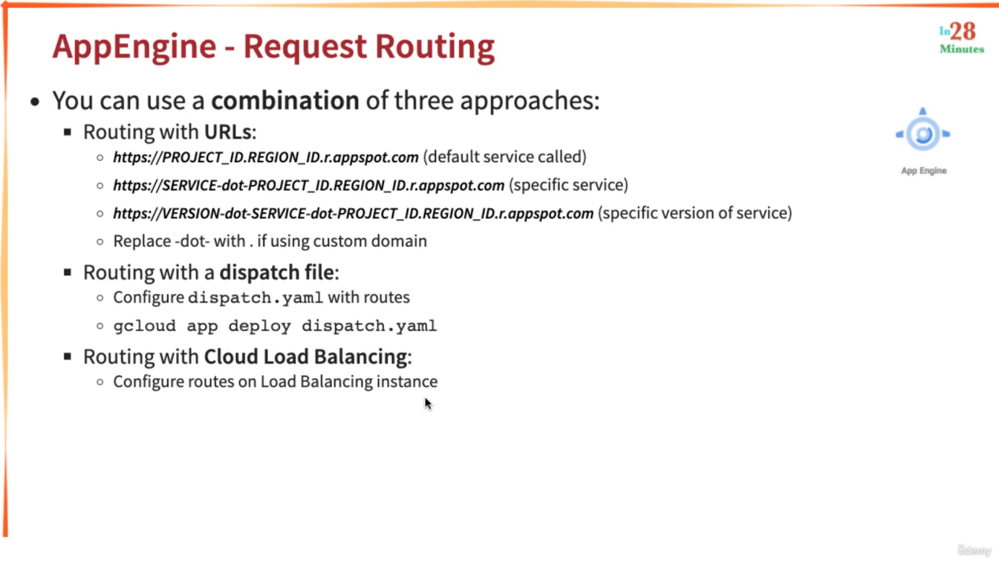 AppEngine - Request Routing
In28
Minutes
• You can use a combination of three approaches:
▪ Routing with URLs:
○ https://PROJECT_ID.REGION_ID.r.appspot.com (default service called)
○ https://SERVICE-dot-PROJECT_ID.REGION_ID.r.appspot.com (specific service)
○ https://VERSION-dot-SERVICE-dot-PROJECT_ID.REGION_ID.r.appspot.com (specific version of service)
○ Replace -dot- with . if using custom domain
App Engine
▪ Routing with a dispatch file:
○ Configure dispatch.yaml with routes
○ gcloud app deploy dispatch.yaml
▪ Routing with Cloud Load Balancing:
○ Configure routes on Load Balancing instance
ûdemy